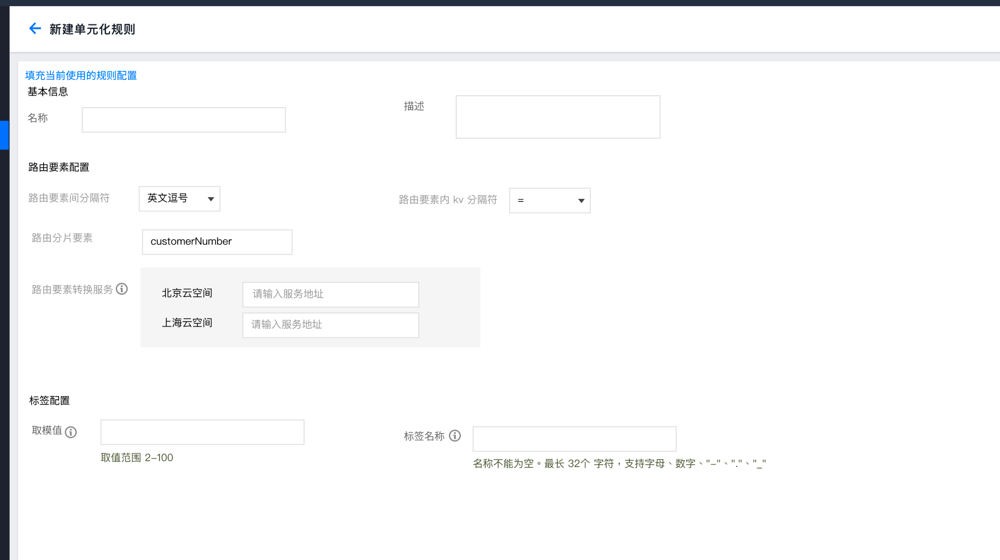 新建单元化规则
填充当前使用的规则配置
基本信息
名称
描述
路由要素配置
路由要素间分隔符
英文逗号
路由要素内 kv 分隔符
=
路由分片要素
customerNumber
路由要素转换服务
北京云空间
请输入服务地址
上海云空间
请输入服务地址
标签配置
取模值
取值范围 2-100
标签名称
名称不能为空。最长 32个 字符，支持字母、数字、"-"、"."、"_"